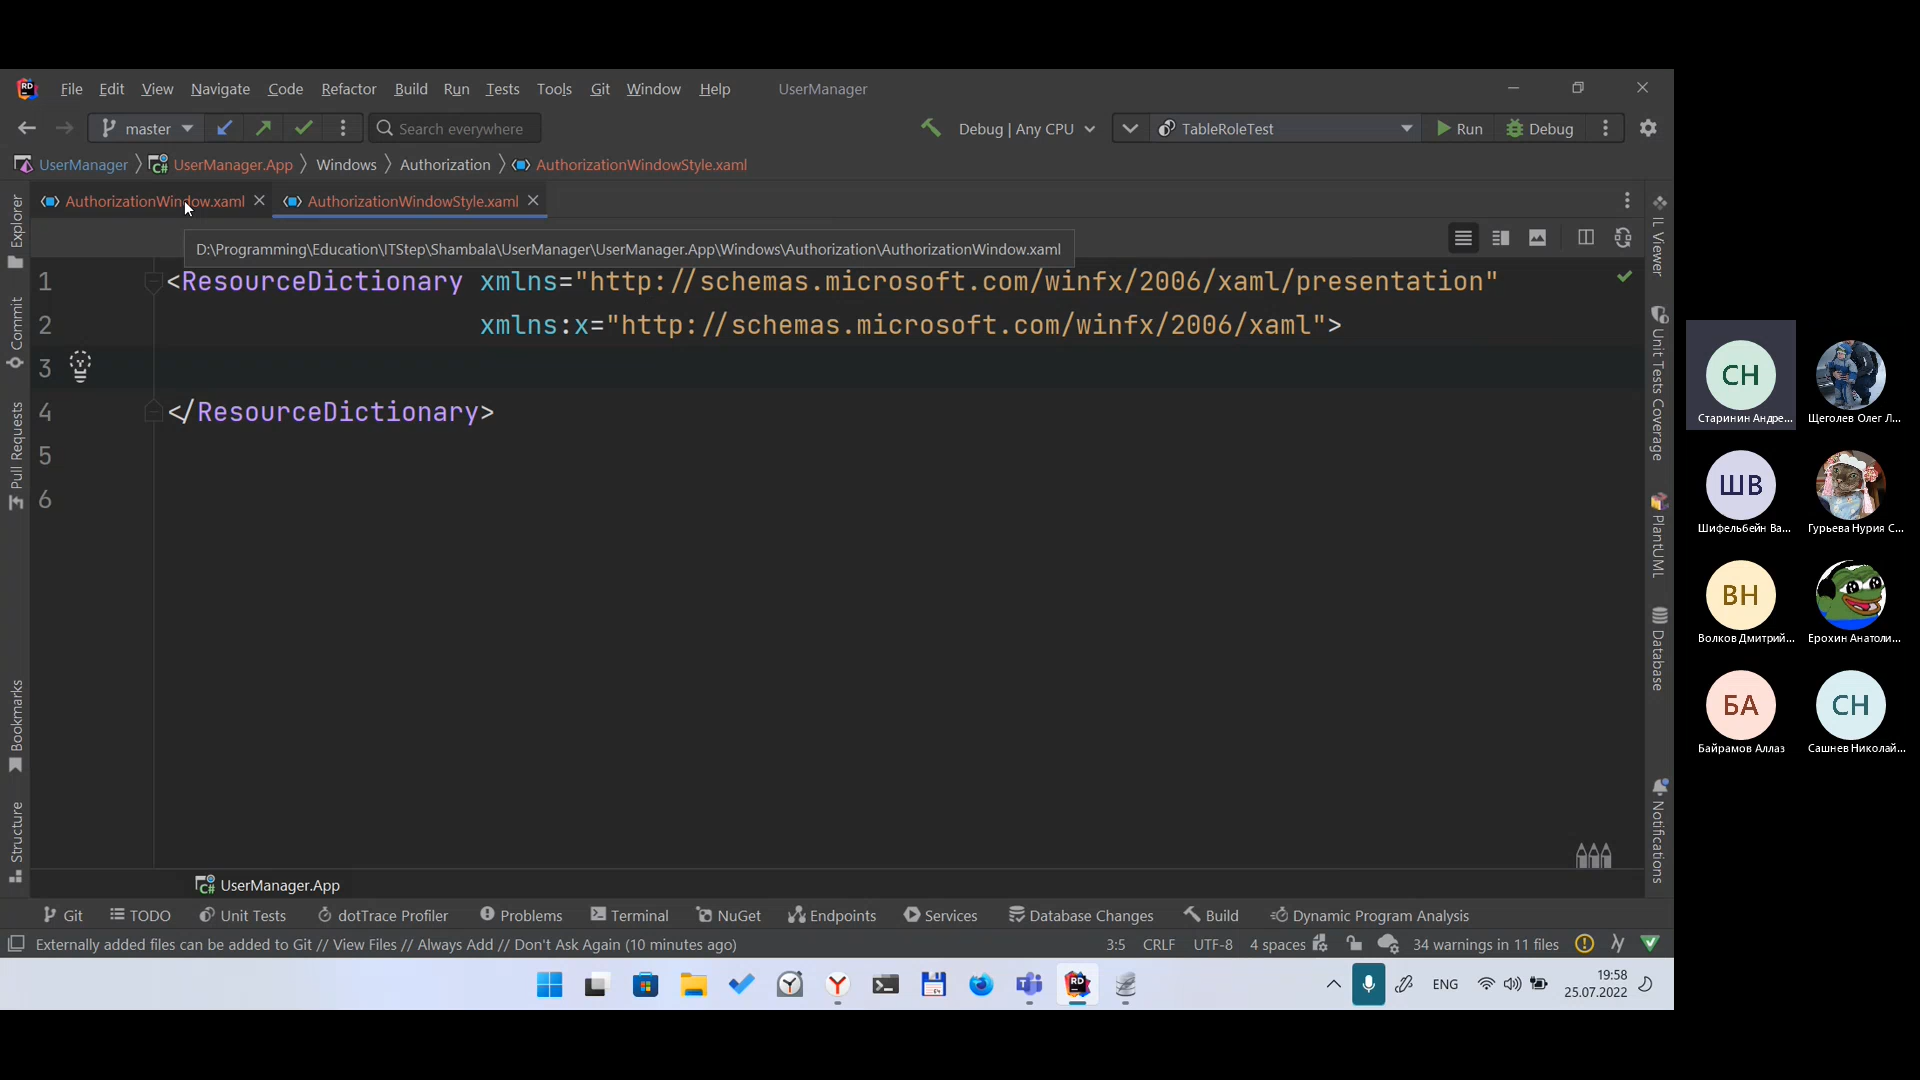 File Edit View Navigate Code Refactor Build Run Tests Tools Git Window Help UserManager
master Search everywhere Debug | Any CPU TableRoleTest Run Debug
UserManager UserManager.App Windows Authorization AuthorizationWindowStyle.xaml
AuthorizationWindow.xaml AuthorizationWindowStyle.xaml
D:\Programming\Education\ITStep\Shambala\UserManager\UserManager.App\Windows\Authorization\AuthorizationWindow.xaml
1 <ResourceDictionary xmlns="http://schemas.microsoft.com/winfx/2006/xaml/presentation"
2 xmlns:x="http://schemas.microsoft.com/winfx/2006/xaml">
3
4 </ResourceDictionary>
5
6
Explorer
Commit
Pull Requests
Bookmarks
Structure
IL Viewer
Unit Tests Coverage
PlantUML
Database
Notifications
UserManager.App
Git TODO Unit Tests dotTrace Profiler Problems Terminal NuGet Endpoints Services Database Changes Build Dynamic Program Analysis
Externally added files can be added to Git // View Files // Always Add // Don't Ask Again (10 minutes ago) 3:5 CRLF UTF-8 4 spaces 34 warnings in 11 files
ENG 19:58
25.07.2022
СН
Старинин Андре... Щеголев Олег Л...
ШВ
Шифельбейн Ва... Гурьева Нурия С...
ВН
Волков Дмитрий... Ерохин Анатоли...
БА СН
Байрамов Аллаз Сашнев Николай...